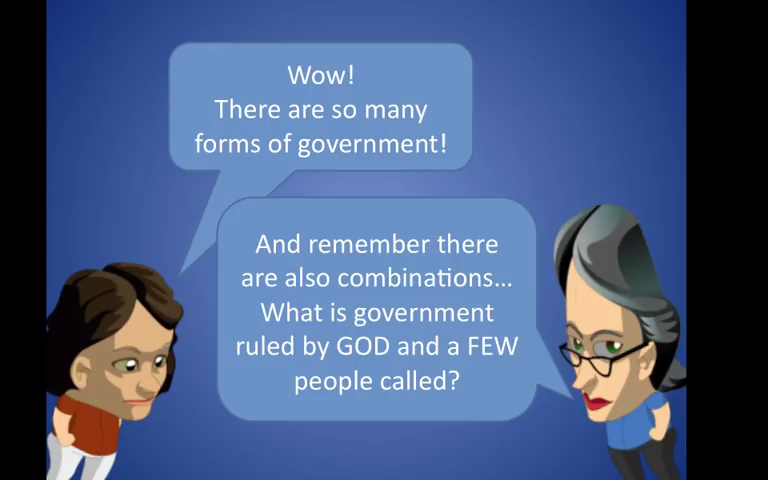 Wow!
There are so many
forms of government!
And remember there
are also combinations...
What is government
ruled by GOD and a FEW
people called?